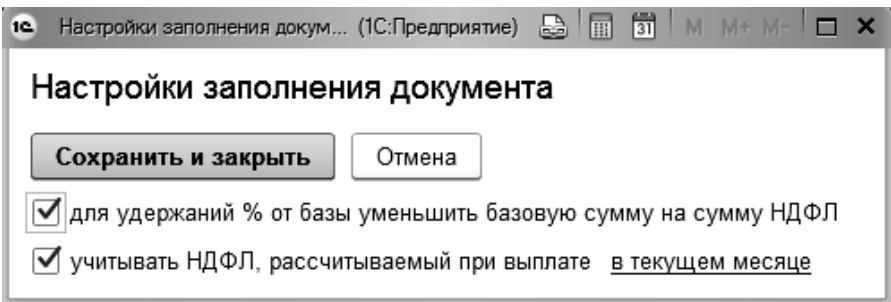 1С Настройки заполнения докум... (1С:Предприятие) 31 M M+ M-
Настройки заполнения документа
Сохранить и закрыть Отмена
для удержаний % от базы уменьшить базовую сумму на сумму НДФЛ
учитывать НДФЛ, рассчитываемый при выплате в текущем месяце